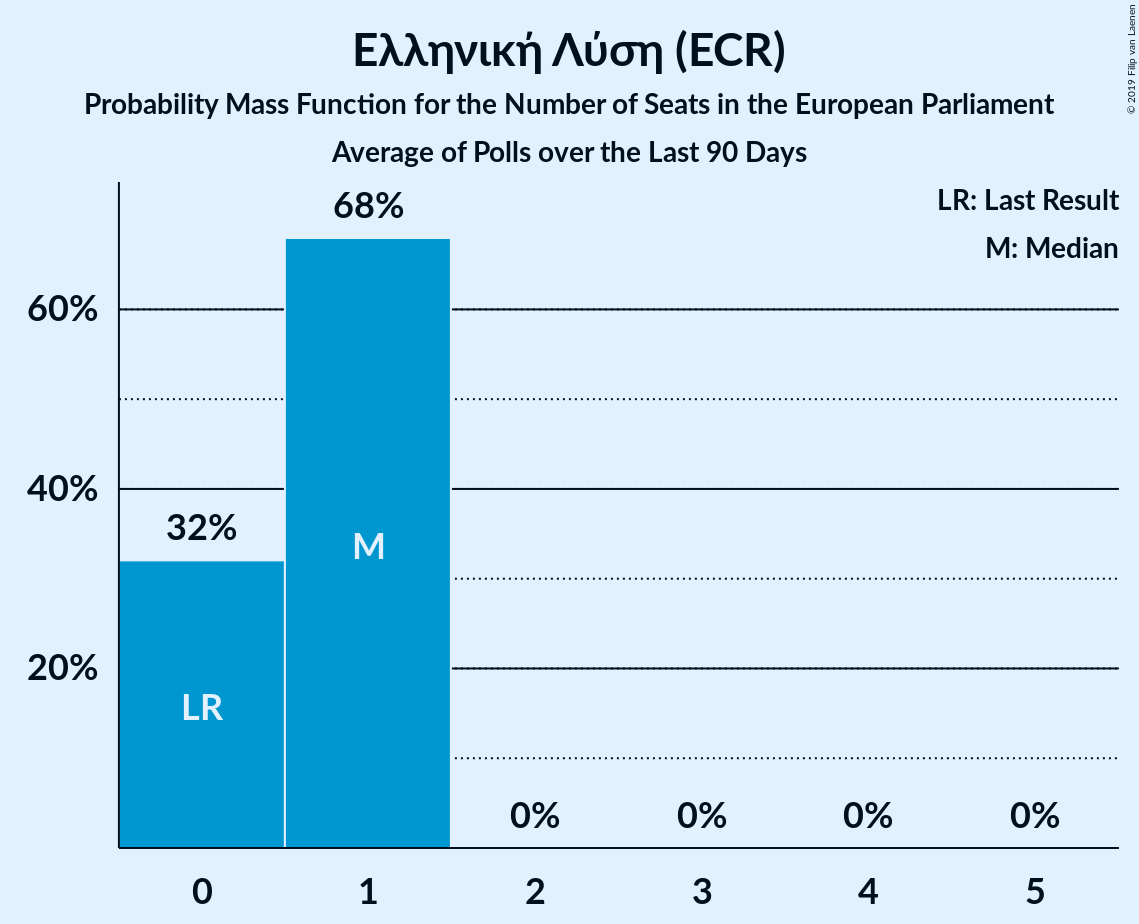 Ελληνική Λύση (ECR)
Probability Mass Function for the Number of Seats in the European Parliament
Average of Polls over the Last 90 Days
© 2019 Filip van Laenen
LR: Last Result
M: Median
68%
60%
40%
32%
M
20%
LR
0% 0% 0% 0%
0 1 2 3 4 5